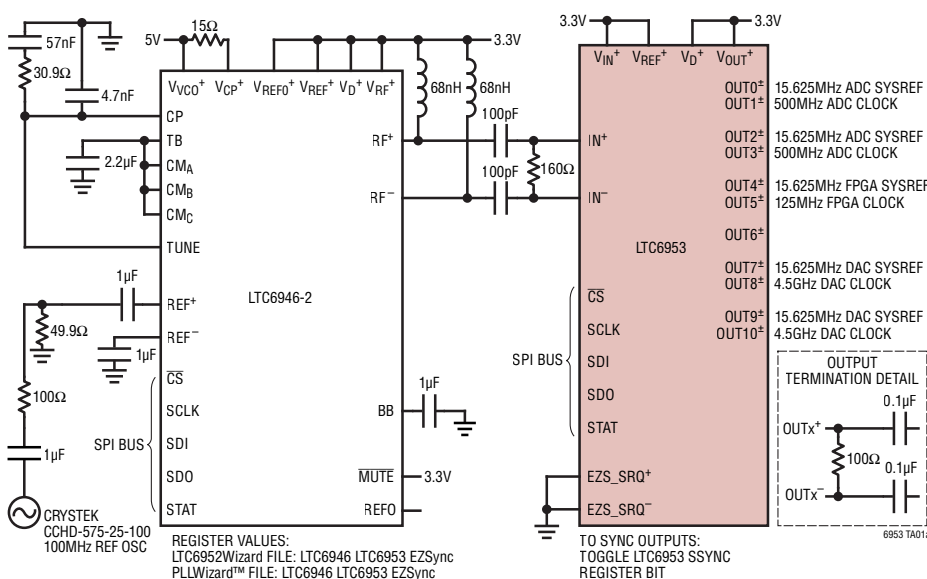 57nF
30.9Ω
4.7nF
2.2µF
5V
15Ω
3.3V
VVCO+ VCP+ VREFO+ VREF+ VD+ VRF+
68nH 68nH
CP
TB
CMA
CMB
CMC
TUNE
RF+
RF−
100pF
100pF
160Ω
LTC6946-2
1µF
REF+
49.9Ω
REF−
1µF
100Ω
1µF
CRYSTEK
CCHD-575-25-100
100MHz REF OSC
SPI BUS
CS
SCLK
SDI
SDO
STAT
BB
1µF
MUTE
3.3V
REFO
REGISTER VALUES:
LTC6952Wizard FILE: LTC6946 LTC6953 EZSync
PLLWizard™ FILE: LTC6946 LTC6953 EZSync
3.3V
3.3V
VIN+ VREF+ VD+ VOUT+
IN+
IN−
LTC6953
OUT0± 15.625MHz ADC SYSREF
OUT1± 500MHz ADC CLOCK
OUT2± 15.625MHz ADC SYSREF
OUT3± 500MHz ADC CLOCK
OUT4± 15.625MHz FPGA SYSREF
OUT5± 125MHz FPGA CLOCK
OUT6±
OUT7± 15.625MHz DAC SYSREF
OUT8± 4.5GHz DAC CLOCK
OUT9± 15.625MHz DAC SYSREF
OUT10± 4.5GHz DAC CLOCK
SPI BUS
CS
SCLK
SDI
SDO
STAT
EZS_SRQ+
EZS_SRQ−
TO SYNC OUTPUTS:
TOGGLE LTC6953 SSYNC
REGISTER BIT
OUTPUT
TERMINATION DETAIL
0.1µF
OUTx+
100Ω
0.1µF
OUTx−
6953 TA01a